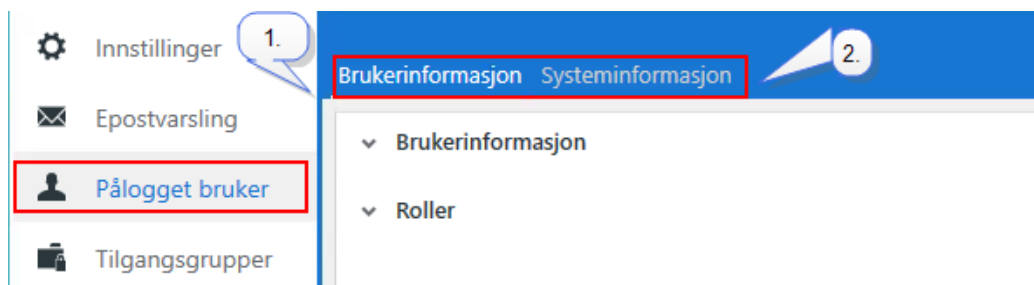 Innstillinger
1.
2.
Brukerinformasjon Systeminformasjon
Epostvarsling
Brukerinformasjon
Pålogget bruker
Roller
Tilgangsgrupper